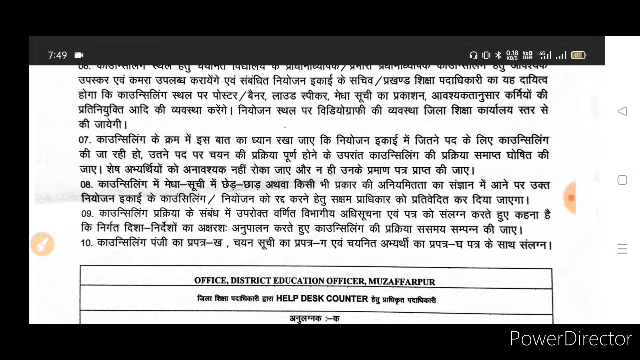 7:49
0.18 KB/S
06. काउन्सिलिंग स्थल हेतु चयनित विद्यालय के प्रधानाध्यापक/प्रभारी प्रधानाध्यापक काउन्सिलिंग हेतु आवश्यक
उपस्कर एवं कमरा उपलब्ध करायेंगे एवं संबंधित नियोजन इकाई के सचिव/प्रखण्ड शिक्षा पदाधिकारी का यह दायित्व
होगा कि काउन्सिलिंग स्थल पर पोस्टर/बैनर, लाउड स्पीकर, मेधा सूची का प्रकाशन, आवश्यकतानुसार कर्मियों की
प्रतिनियुक्ति आदि की व्यवस्था करेंगे। नियोजन स्थल पर विडियोग्राफी की व्यवस्था जिला शिक्षा कार्यालय स्तर से
की जायेगी।
07. काउन्सिलिंग के क्रम में इस बात का ध्यान रखा जाए कि नियोजन इकाई में जितने पद के लिए काउन्सिलिंग
की जा रही हो, उतने पद पर चयन की प्रक्रिया पूर्ण होने के उपरांत काउन्सिलिंग की प्रक्रिया समाप्त घोषित की
जाए। शेष अभ्यर्थियों को अनावश्यक नहीं रोका जाए और न ही उनके प्रमाण पत्र प्राप्त की जाए।
08. काउन्सिलिंग में मेधा–सूची में छेड़–छाड़ अथवा किसी भी प्रकार की अनियमितता का संज्ञान में आने पर उक्त
नियोजन इकाई के काउंसिलिंग/ नियोजन को रद्द करने हेतु सक्षम प्राधिकार को प्रतिवेदित कर दिया जाएगा।
09. काउन्सिलिंग प्रक्रिया के संबंध में उपरोक्त वर्णित विभागीय अधिसूचना एवं पत्र को संलग्न करते हुए कहना है
कि निर्गत दिशा–निर्देशों का अक्षरशः अनुपालन करते हुए काउन्सिलिंग की प्रक्रिया ससमय सम्पन्न की जाए।
10. काउन्सिलिंग पंजी का प्रपत्र–ख , चयन सूची का प्रपत्र–ग एवं चयनित अभ्यर्थी का प्रपत्र–घ पत्र के साथ संलग्न।
OFFICE, DISTRICT EDUCATION OFFICER, MUZAFFARPUR
जिला शिक्षा पदाधिकारी द्वारा HELP DESK COUNTER हेतु प्राधिकृत पदाधिकारी
अनुलग्नक :–क
PowerDirector